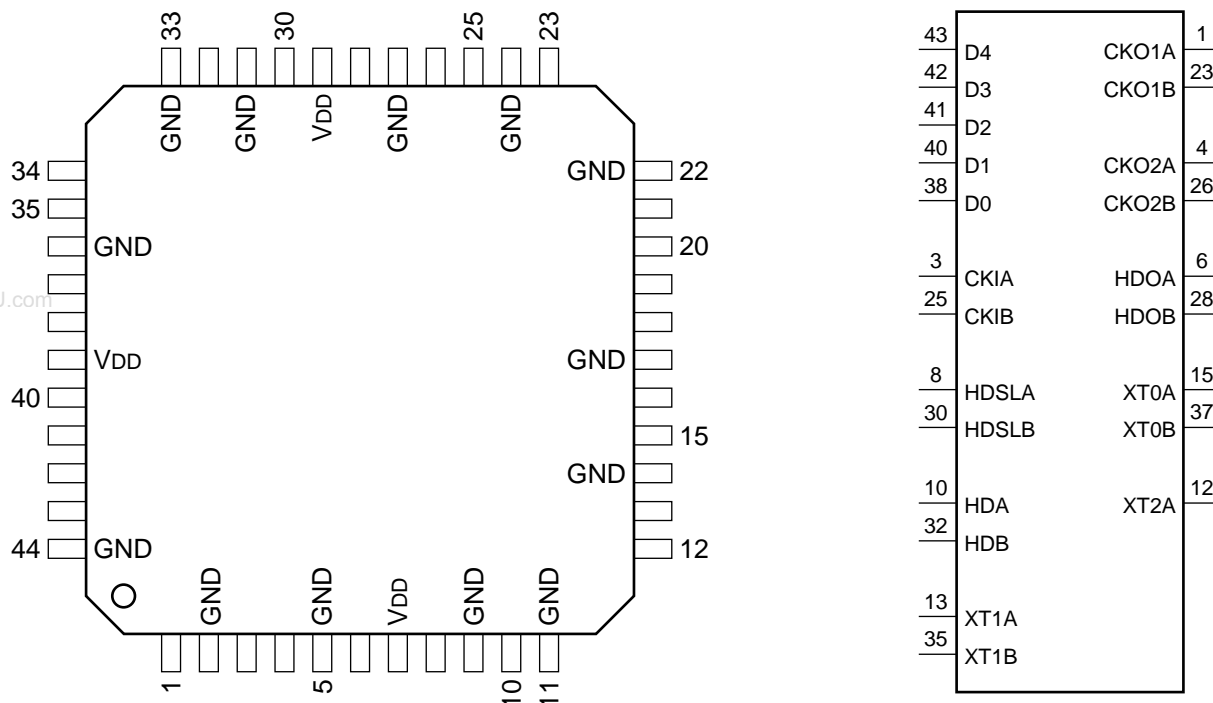 33 30 25 23
GND GND VDD GND GND
34 GND 22
35
GND 20
J.com
VDD GND
40
15
GND
44 GND 12
GND GND VDD GND GND
1 5 10 11
43 D4 CKO1A 1
42 D3 CKO1B 23
41 D2
40 D1 CKO2A 4
38 D0 CKO2B 26
3 CKIA HDOA 6
25 CKIB HDOB 28
8 HDSLA XT0A 15
30 HDSLB XT0B 37
10 HDA XT2A 12
32 HDB
13 XT1A
35 XT1B